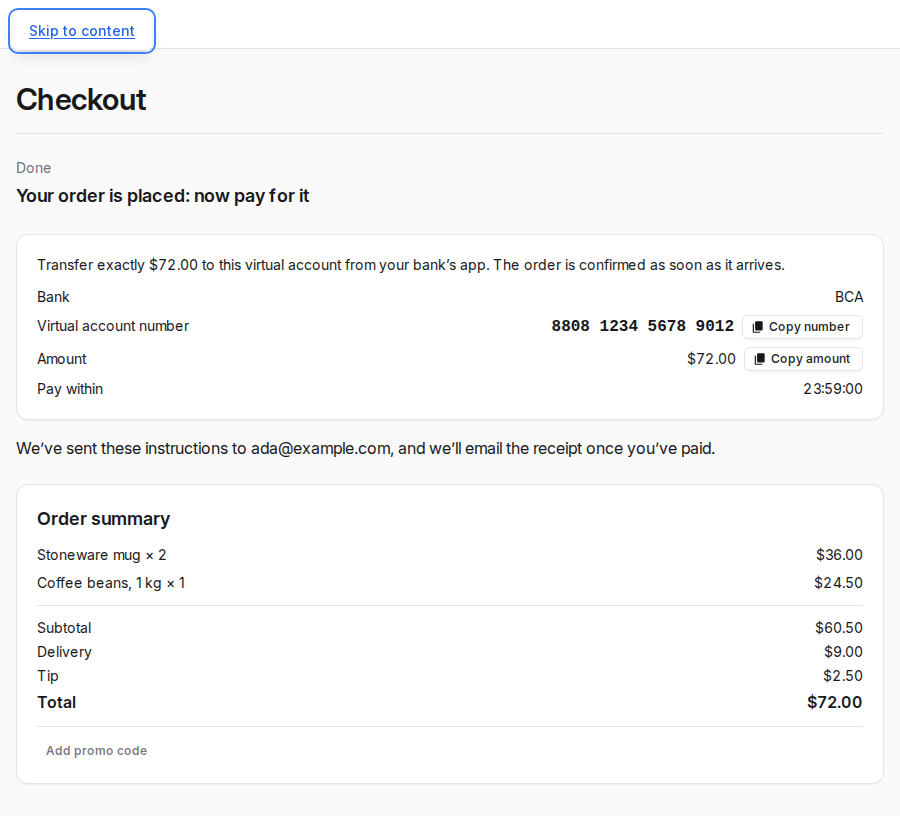 Skip to content
Checkout
Done
Your order is placed: now pay for it
Transfer exactly $72.00 to this virtual account from your bank’s app. The order is confirmed as soon as it arrives.
Bank BCA
Virtual account number 8808 1234 5678 9012 Copy number
Amount $72.00 Copy amount
Pay within 23:59:00
We’ve sent these instructions to ada@example.com, and we’ll email the receipt once you’ve paid.
Order summary
Stoneware mug × 2 $36.00
Coffee beans, 1 kg × 1 $24.50
Subtotal $60.50
Delivery $9.00
Tip $2.50
Total $72.00
Add promo code